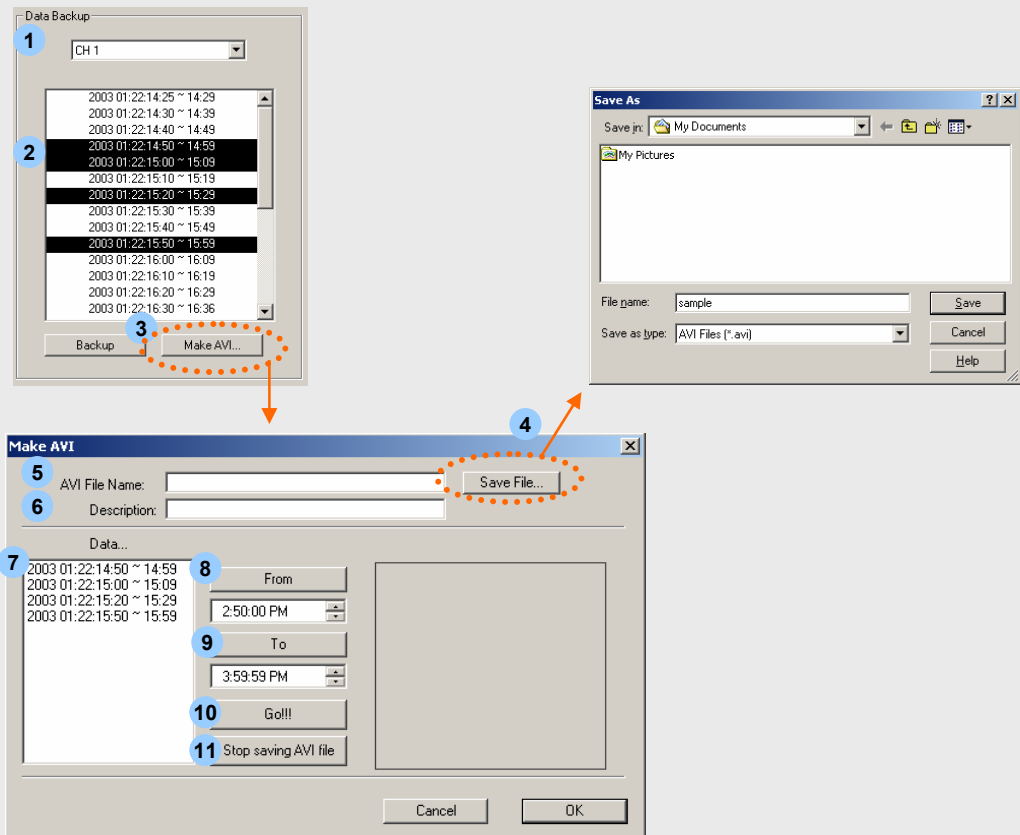 Data Backup
1
CH 1
2003 01:22:14:25 ~ 14:29
2003 01:22:14:30 ~ 14:39
2003 01:22:14:40 ~ 14:49
2003 01:22:14:50 ~ 14:59
2
2003 01:22:15:00 ~ 15:09
2003 01:22:15:10 ~ 15:19
2003 01:22:15:20 ~ 15:29
2003 01:22:15:30 ~ 15:39
2003 01:22:15:40 ~ 15:49
2003 01:22:15:50 ~ 15:59
2003 01:22:16:00 ~ 16:09
2003 01:22:16:10 ~ 16:19
2003 01:22:16:20 ~ 16:29
2003 01:22:16:30 ~ 16:36
3
Backup
Make AVI...
Save As
Save in:
My Documents
My Pictures
File name:
sample
Save
Save as type:
AVI Files (*.avi)
Cancel
Help
4
Make AVI
5
AVI File Name:
Save File...
6
Description:
Data...
7
2003 01:22:14:50 ~ 14:59
2003 01:22:15:00 ~ 15:09
2003 01:22:15:20 ~ 15:29
2003 01:22:15:50 ~ 15:59
8
From
2:50:00 PM
9
To
3:59:59 PM
10
Go!!!
11
Stop saving AVI file
Cancel
OK